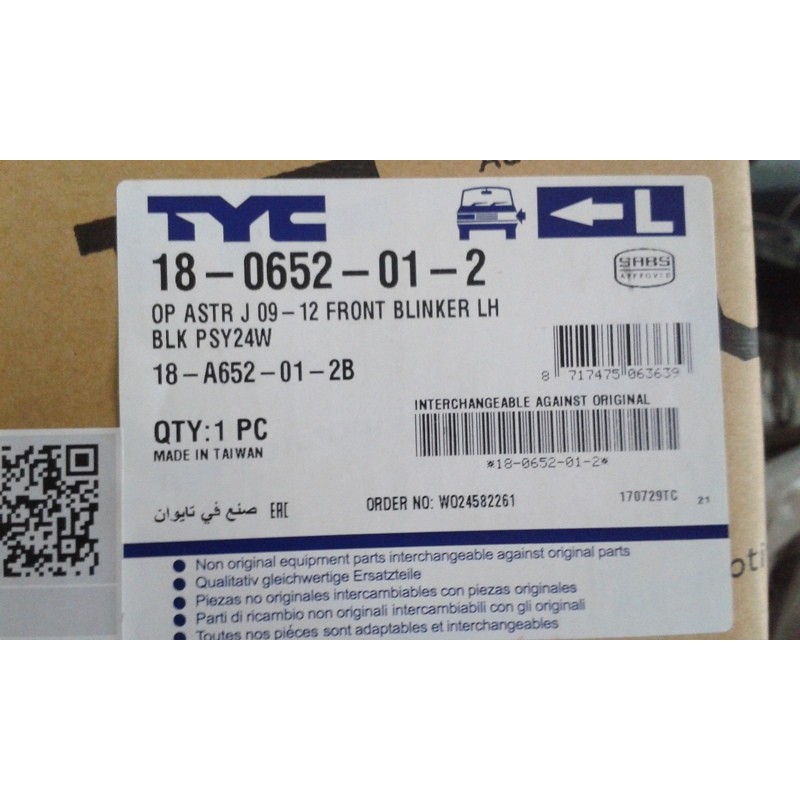 TYC
L
18-0652-01-2
SABS
APPROVED
OP ASTR J 09-12 FRONT BLINKER LH
BLK PSY24W
18-A652-01-2B
8 717475 063639
INTERCHANGEABLE AGAINST ORIGINAL
*18-0652-01-2*
QTY:1 PC
MADE IN TAIWAN
صنع في تايوان EAC
ORDER NO: WO24582261
170729TC 21
Non original equipment parts interchangeable against original parts
Qualitativ gleichwertige Ersatzteile
Piezas no originales intercambiables con piezas originales
Parti di ricambio non originali intercambiabili con gli originali
Toutes nos piéces sont adaptables et interchangeables